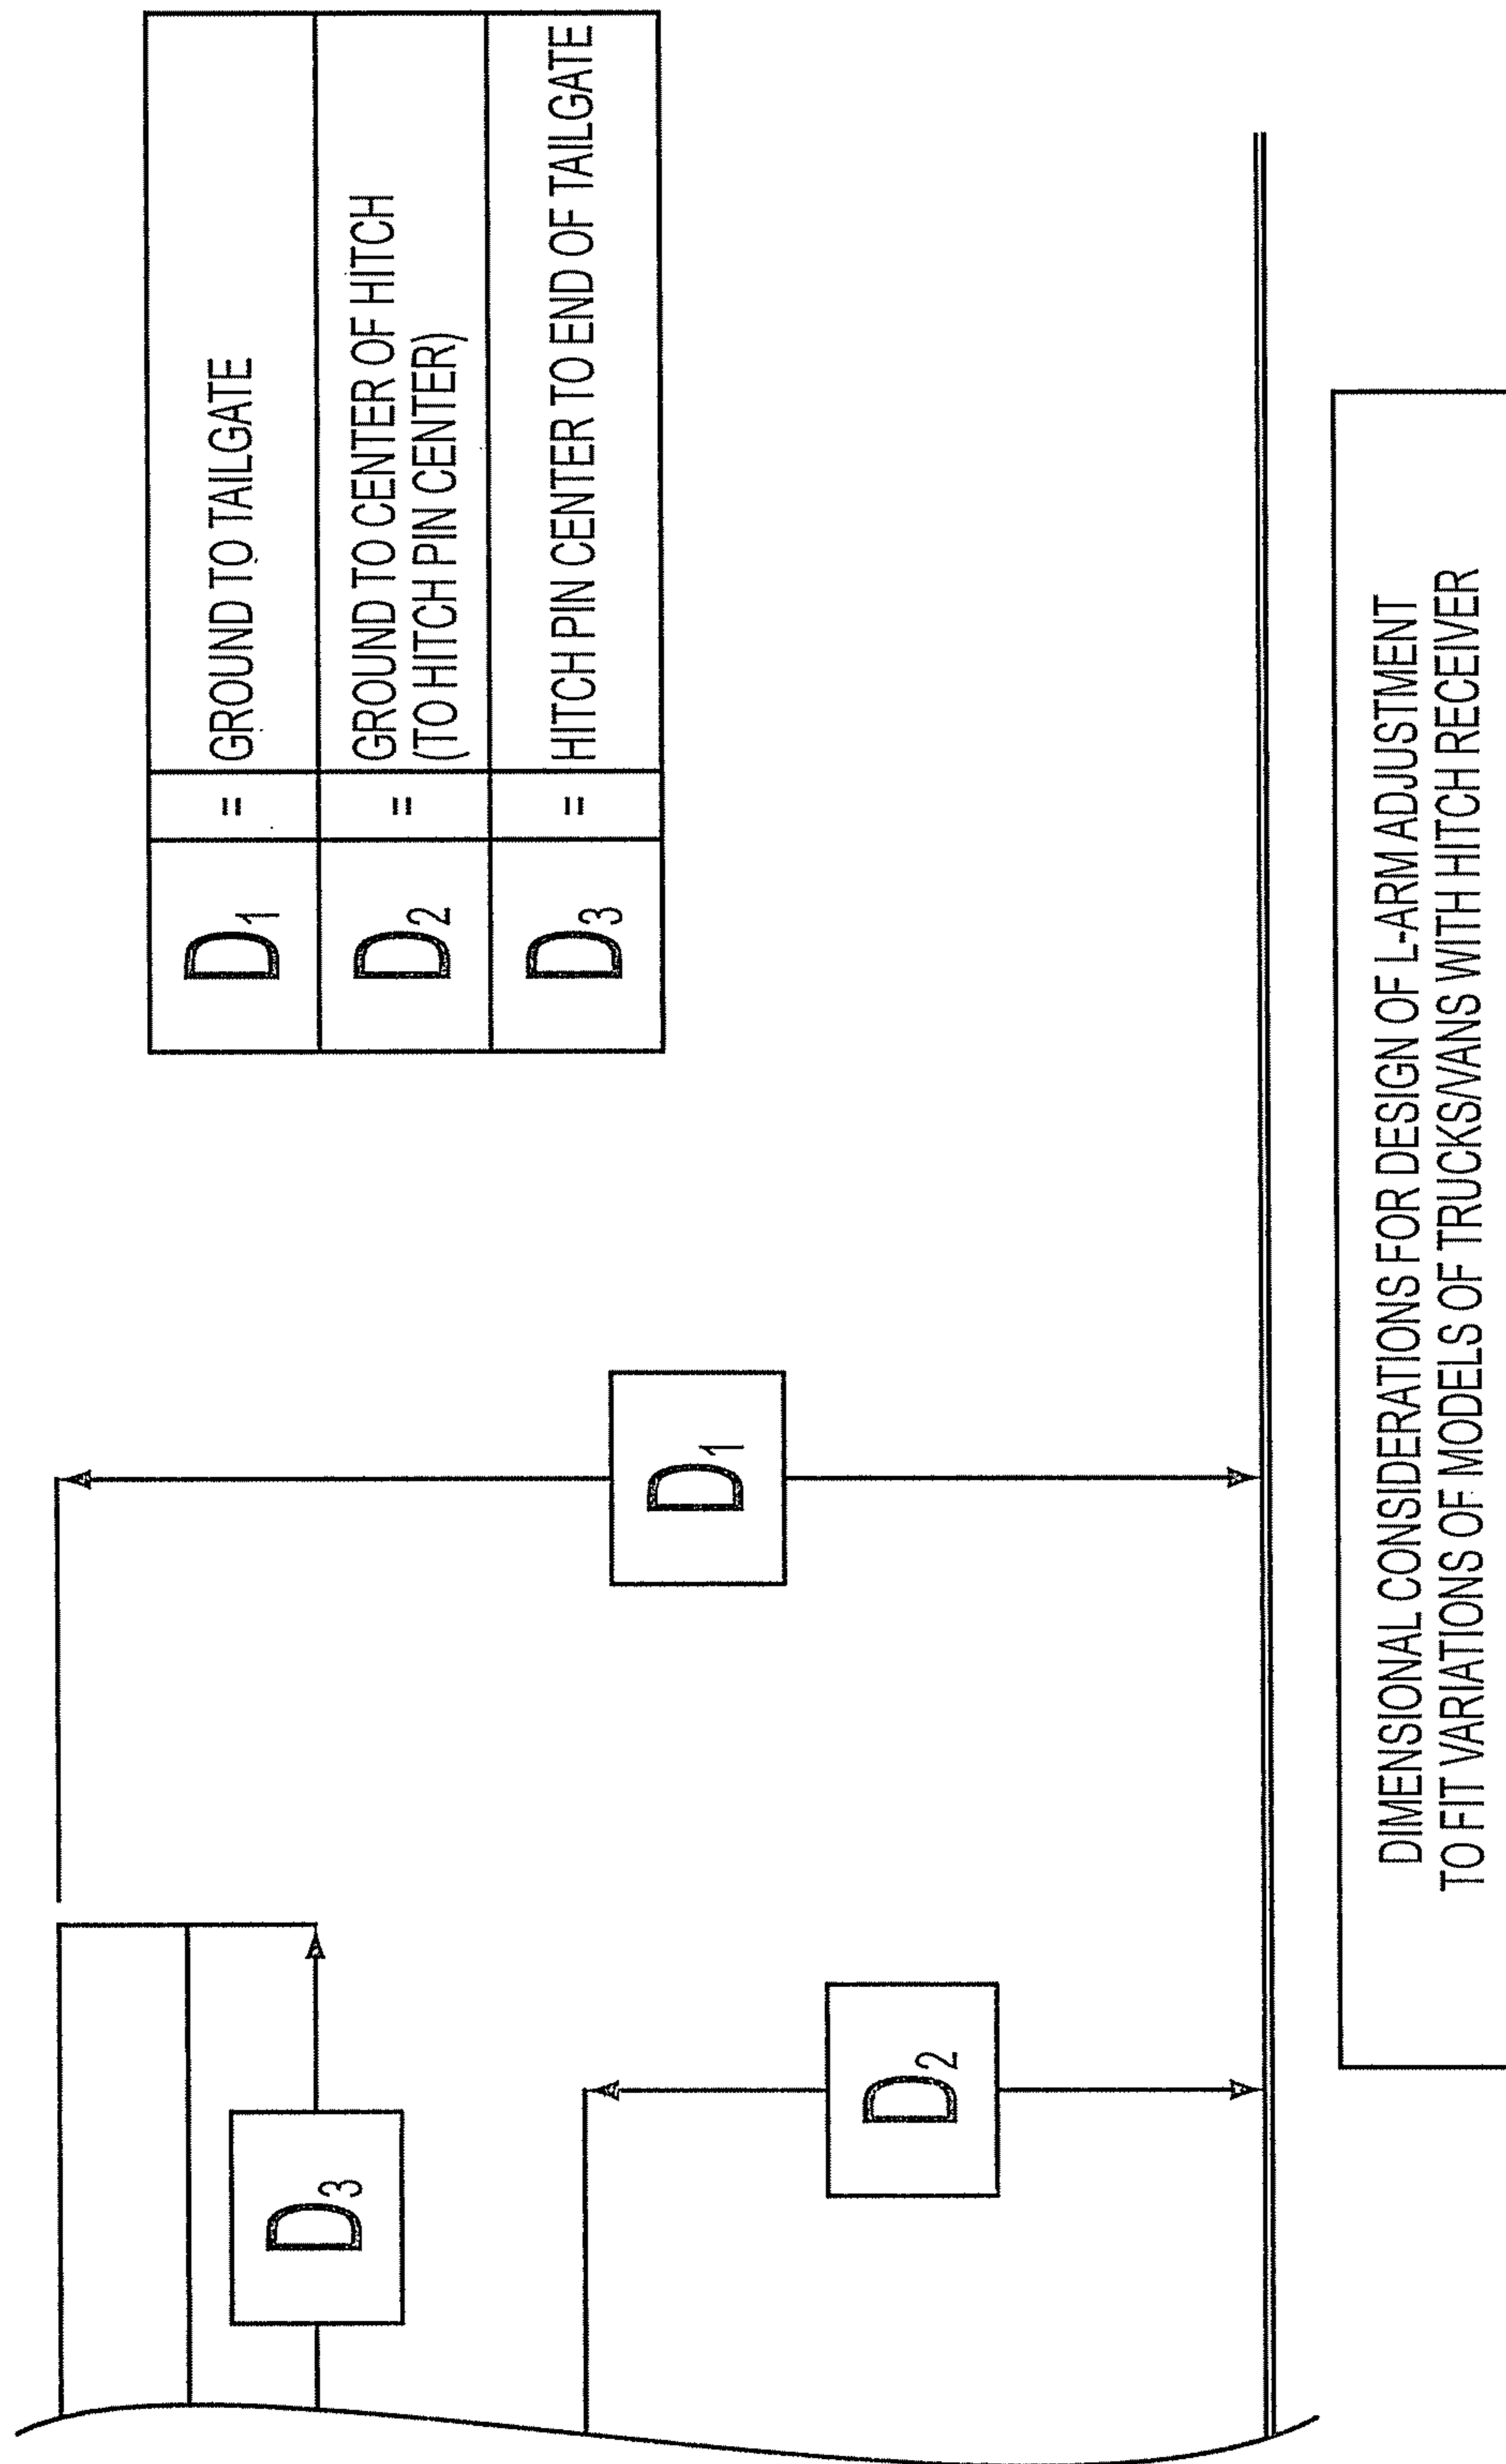 D1 = GROUND TO TAILGATE
D2 = GROUND TO CENTER OF HITCH
(TO HITCH PIN CENTER)
D3 = HITCH PIN CENTER TO END OF TAILGATE
D3
D1
D2
DIMENSIONAL CONSIDERATIONS FOR DESIGN OF L-ARM ADJUSTMENT
TO FIT VARIATIONS OF MODELS OF TRUCKS/VANS WITH HITCH RECEIVER